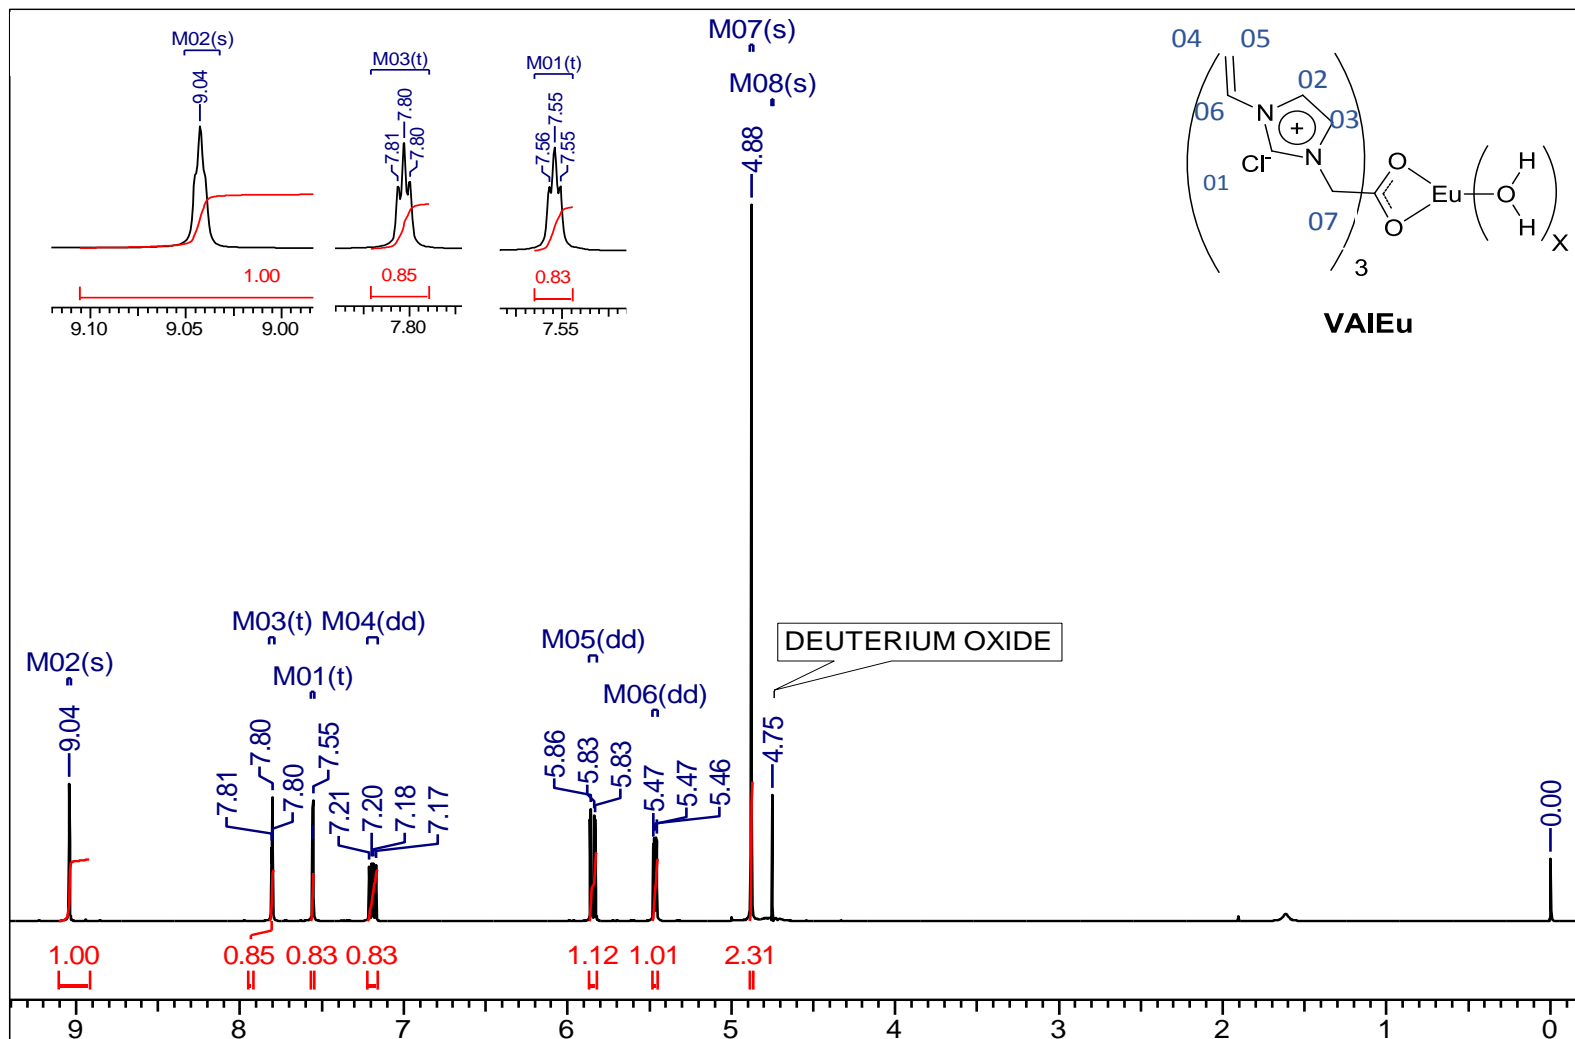 M02(s)
9.04
1.00
9.10 9.05 9.00
M03(t)
7.81
7.80
7.80
0.85
7.80
M01(t)
7.56
7.55
7.55
0.83
7.55
M07(s)
M08(s)
4.88
04 05
02
06 N
03
+
Cl-
N
01
07
3
O
O
Eu
O
H
H
X
VAIEu
M02(s)
9.04
M03(t)
7.81
7.80
7.80
M01(t)
7.55
M04(dd)
7.21
7.20
7.18
7.17
M05(dd)
5.86
5.83
5.83
M06(dd)
5.47
5.47
5.46
DEUTERIUM OXIDE
4.75
0.00
1.00 0.85 0.83 0.83 1.12 1.01 2.31
9 8 7 6 5 4 3 2 1 0